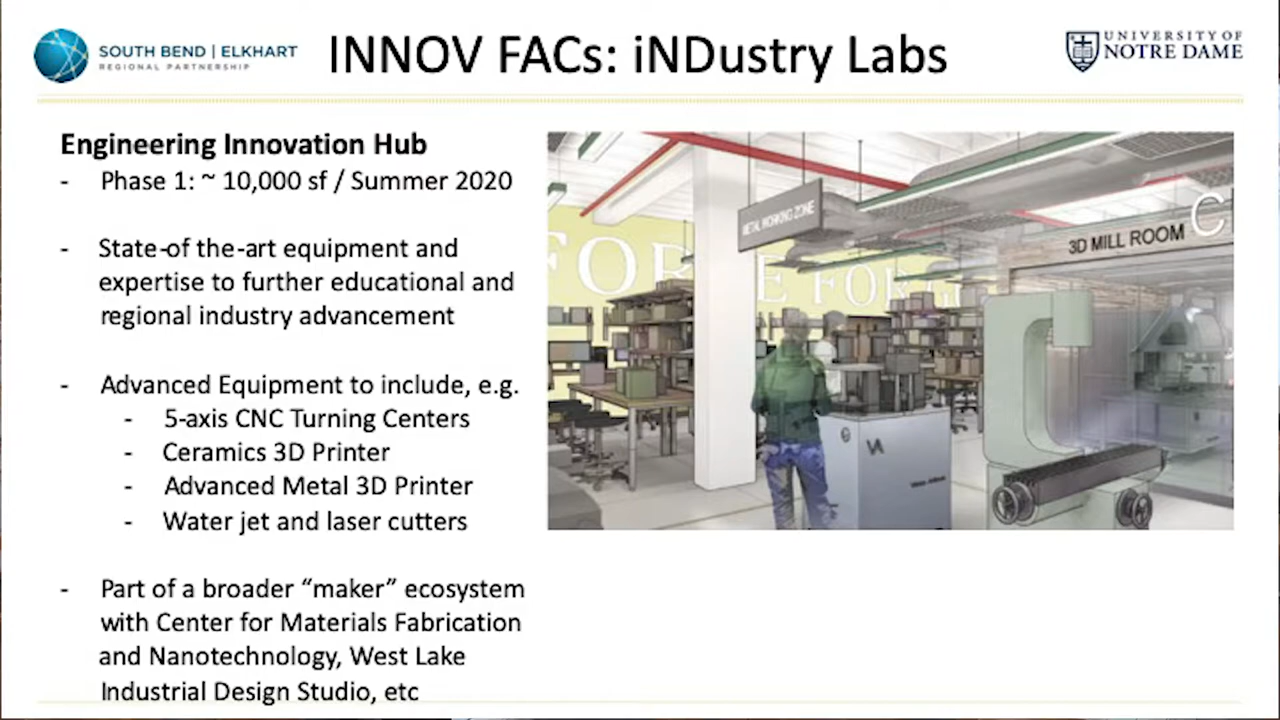 SOUTH BEND | ELKHART
REGIONAL PARTNERSHIP
INNOV FACs: iNDustry Labs
UNIVERSITY OF
NOTRE DAME
Engineering Innovation Hub
- Phase 1: ~ 10,000 sf / Summer 2020
- State-of the-art equipment and
expertise to further educational and
regional industry advancement
- Advanced Equipment to include, e.g.
- 5-axis CNC Turning Centers
- Ceramics 3D Printer
- Advanced Metal 3D Printer
- Water jet and laser cutters
- Part of a broader “maker” ecosystem
with Center for Materials Fabrication
and Nanotechnology, West Lake
Industrial Design Studio, etc
METAL WORKING ZONE
3D MILL ROOM C